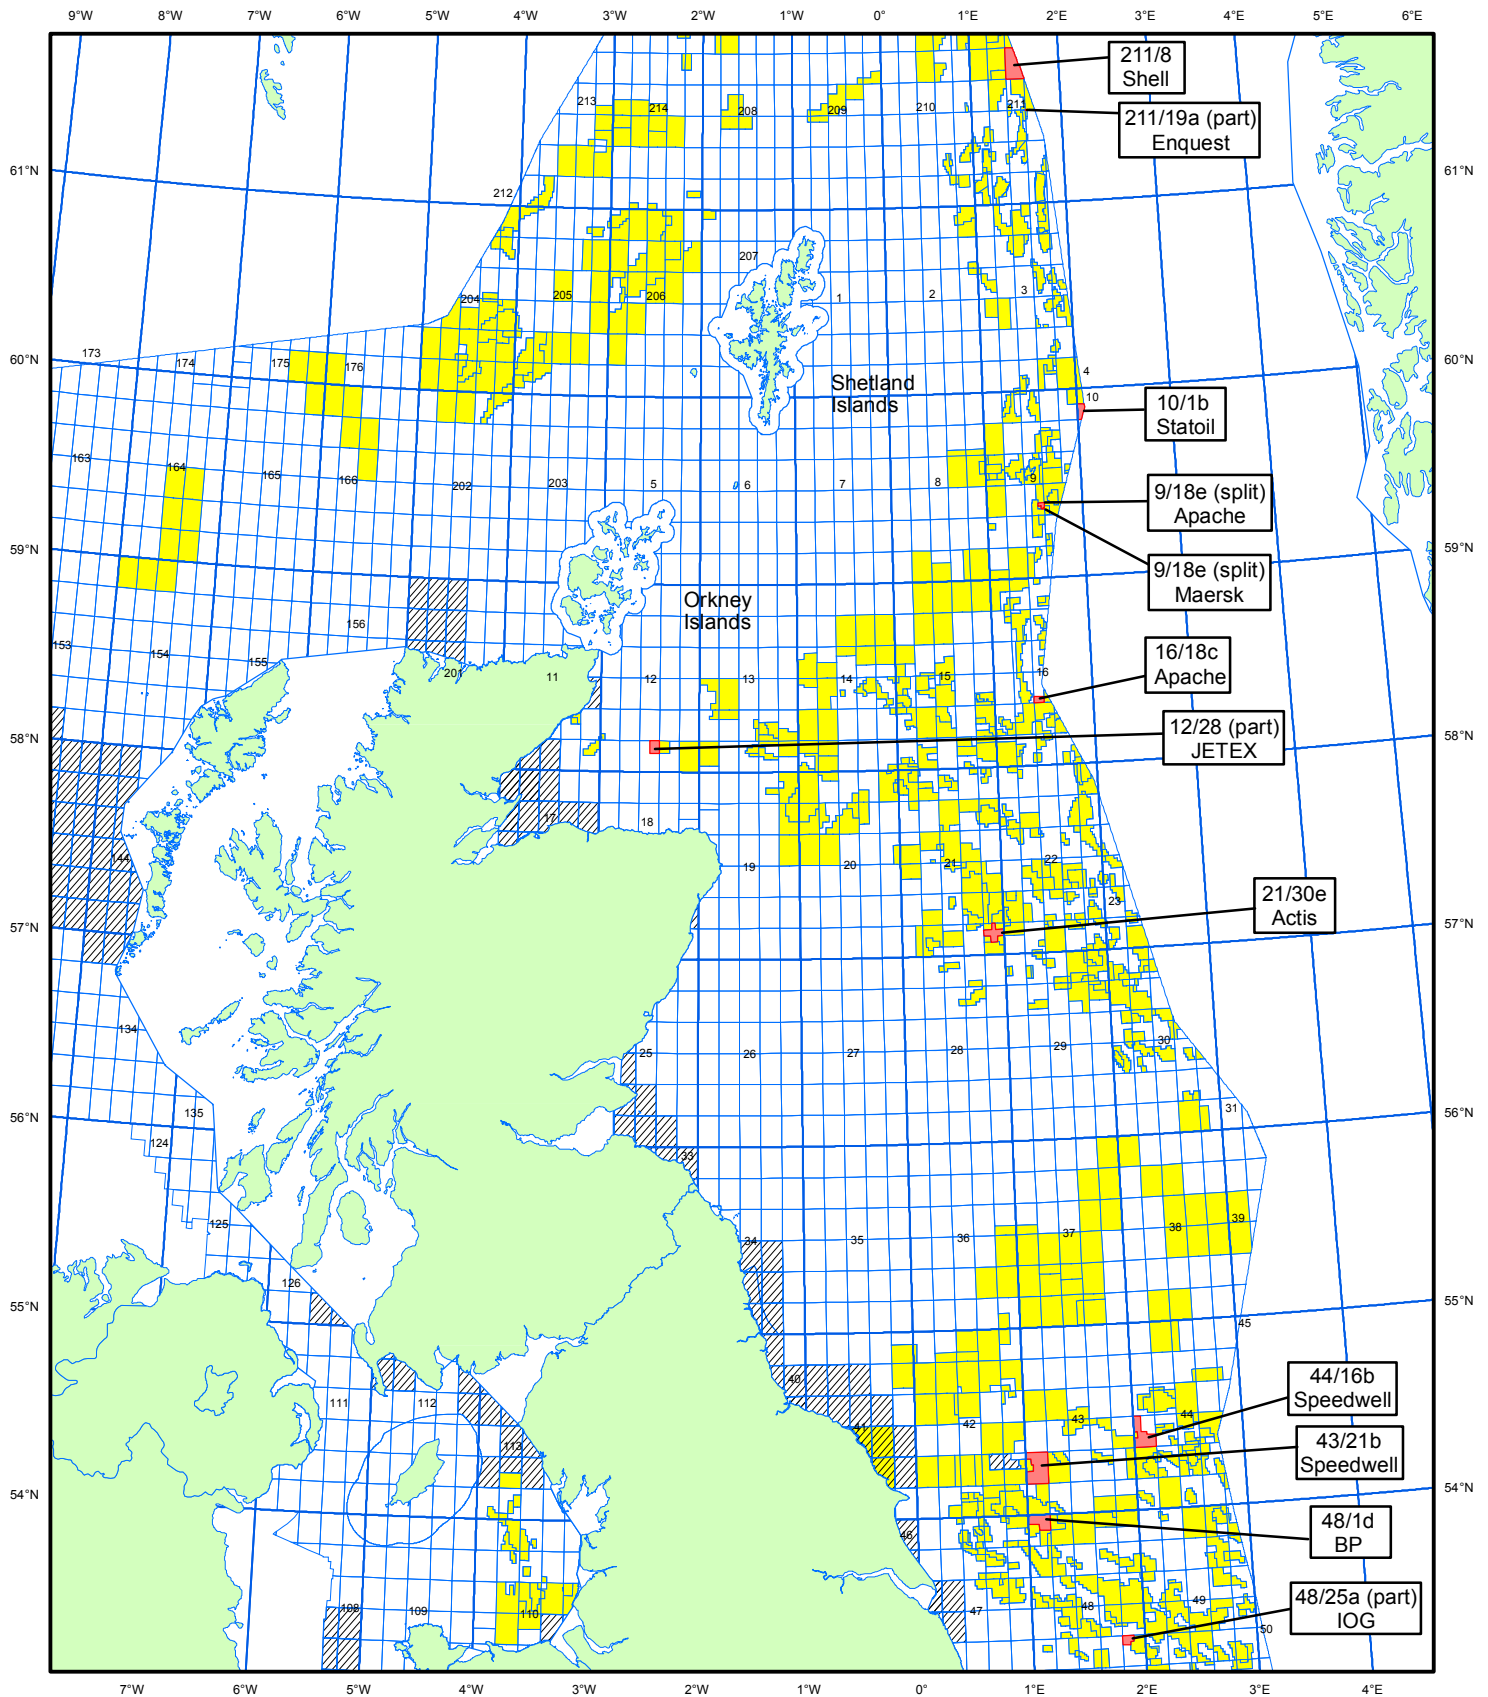 9°W 8°W 7°W 6°W 5°W 4°W 3°W 2°W 1°W 0° 1°E 2°E 3°E 4°E 5°E 6°E
211/8
Shell
213 214 208 209 210 211
211/19a (part)
Enquest
61°N 61°N
212
207
204 205 206 1 2 3
60°N 60°N
173 174 175 176 4
Shetland
Islands
10
10/1b
Statoil
163 164 165 166 202 203 5 6 7 8 9
9/18e (split)
Apache
59°N 59°N
9/18e (split)
Maersk
Orkney
Islands
153 154 155 156 201 11 12 13 14 15 16
16/18c
Apache
58°N 58°N
12/28 (part)
JETEX
17 18
144 19 20 21 22 23
21/30e
Actis
57°N 57°N
134 25 26 27 28 29 30
56°N 56°N
135 31
124 33
125 34 35 36 37 38 39
126
55°N 55°N
45
111 112 40
44/16b
Speedwell
113 41 42 43 44
43/21b
Speedwell
54°N 54°N
46
48/1d
BP
108 109 110 47 48 49 50
48/25a (part)
IOG
7°W 6°W 5°W 4°W 3°W 2°W 1°W 0° 1°E 2°E 3°E 4°E